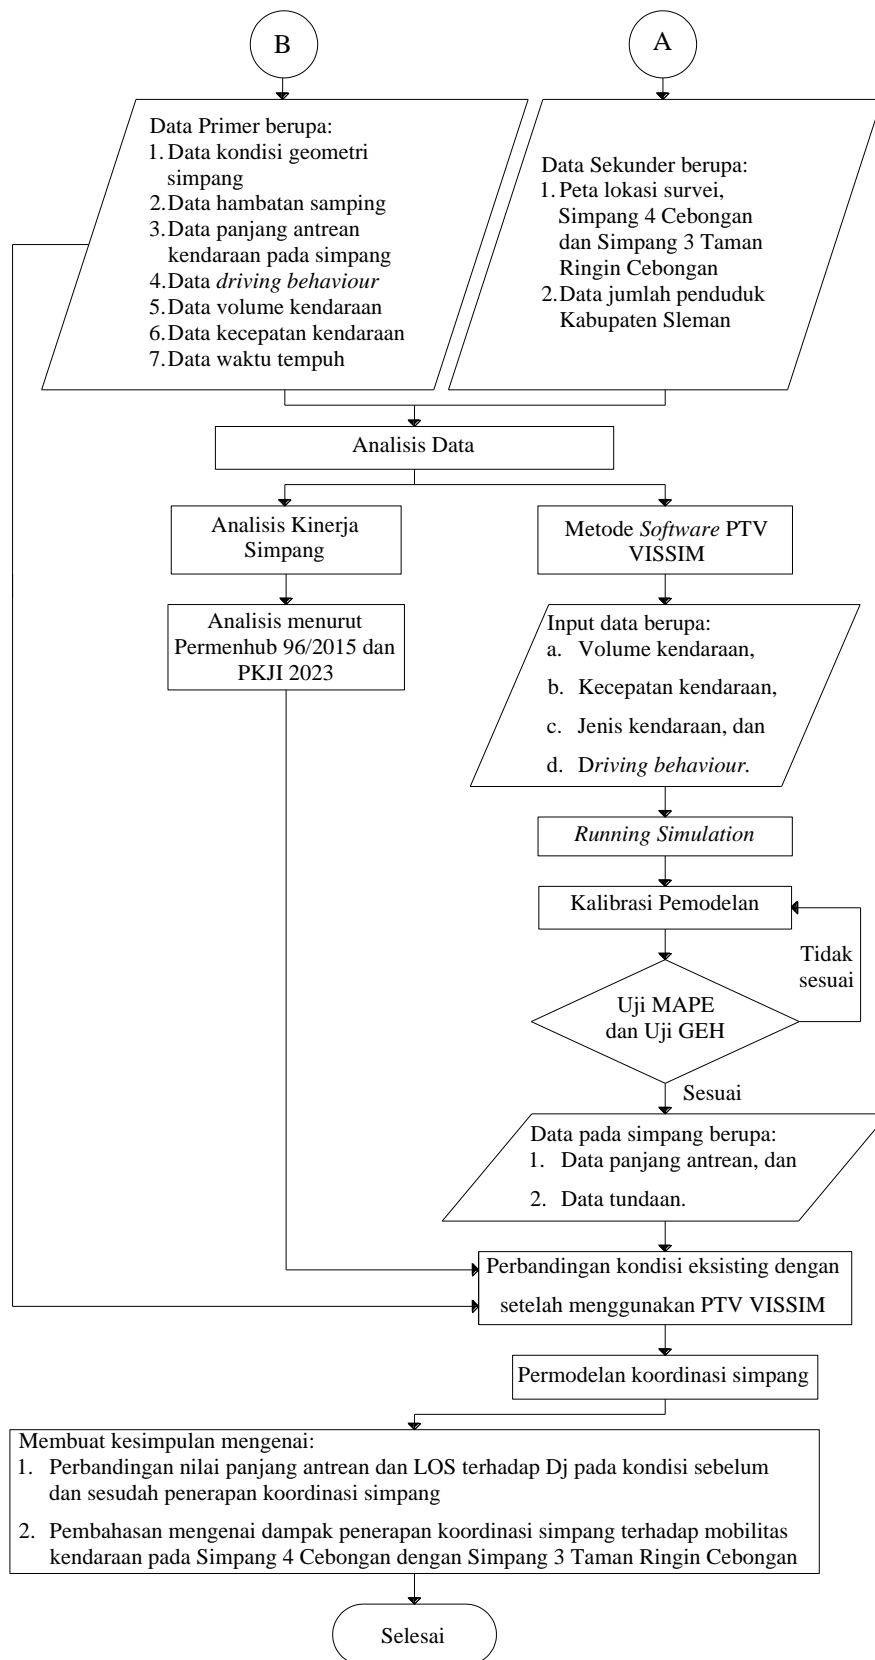 B
A
Data Primer berupa:
1. Data kondisi geometri
simpang
2. Data hambatan samping
3. Data panjang antrean
kendaraan pada simpang
4. Data driving behaviour
5. Data volume kendaraan
6. Data kecepatan kendaraan
7. Data waktu tempuh
Data Sekunder berupa:
1. Peta lokasi survei,
Simpang 4 Cebongan
dan Simpang 3 Taman
Ringin Cebongan
2. Data jumlah penduduk
Kabupaten Sleman
Analisis Data
Analisis Kinerja
Simpang
Metode Software PTV
VISSIM
Analisis menurut
Permenhub 96/2015 dan
PKJI 2023
Input data berupa:
a. Volume kendaraan,
b. Kecepatan kendaraan,
c. Jenis kendaraan, dan
d. Driving behaviour.
Running Simulation
Kalibrasi Pemodelan
Tidak
sesuai
Uji MAPE
dan Uji GEH
Sesuai
Data pada simpang berupa:
1. Data panjang antrean, dan
2. Data tundaan.
Perbandingan kondisi eksisting dengan
setelah menggunakan PTV VISSIM
Permodelan koordinasi simpang
Membuat kesimpulan mengenai:
1. Perbandingan nilai panjang antrean dan LOS terhadap Dj pada kondisi sebelum
dan sesudah penerapan koordinasi simpang
2. Pembahasan mengenai dampak penerapan koordinasi simpang terhadap mobilitas
kendaraan pada Simpang 4 Cebongan dengan Simpang 3 Taman Ringin Cebongan
Selesai